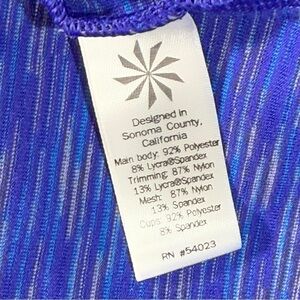 Designed in
Sonoma County,
California
Main body: 92% Polyester
8% Lycra®Spandex
Trimming: 87% Nylon
13% Lycra®Spandex
Mesh: 87% Nylon
13% Spandex
Cups: 92% Polyester
8% Spandex
RN #54023